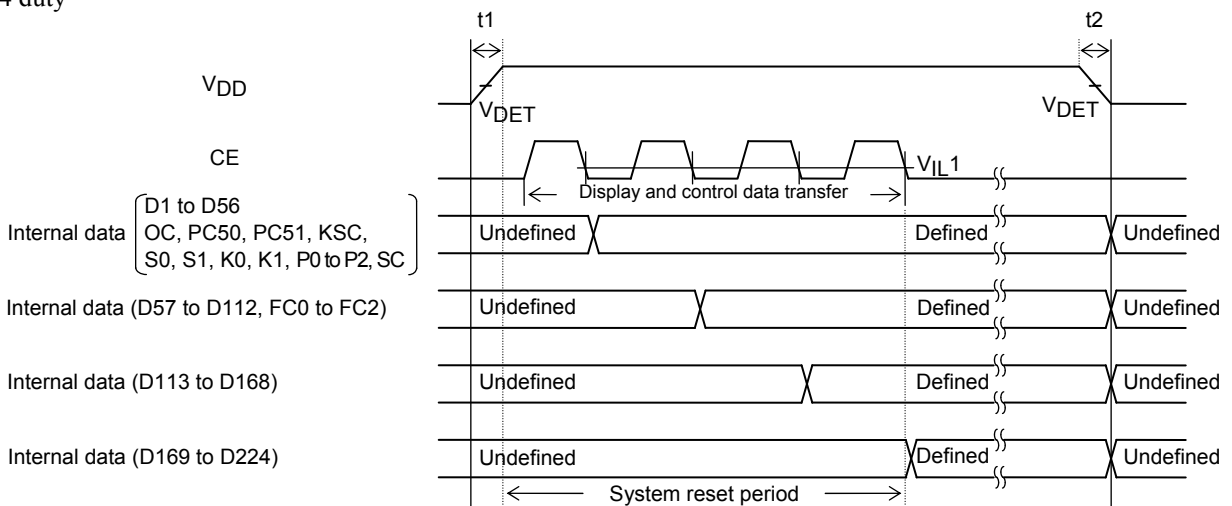 4 duty
t1 t2
VDD
VDET VDET
CE
VIL1
Display and control data transfer
D1 to D56
Internal data OC, PC50, PC51, KSC, Undefined Defined Undefined
S0, S1, K0, K1, P0 to P2, SC
Internal data (D57 to D112, FC0 to FC2) Undefined Defined Undefined
Internal data (D113 to D168) Undefined Defined Undefined
Internal data (D169 to D224) Undefined Defined Undefined
System reset period